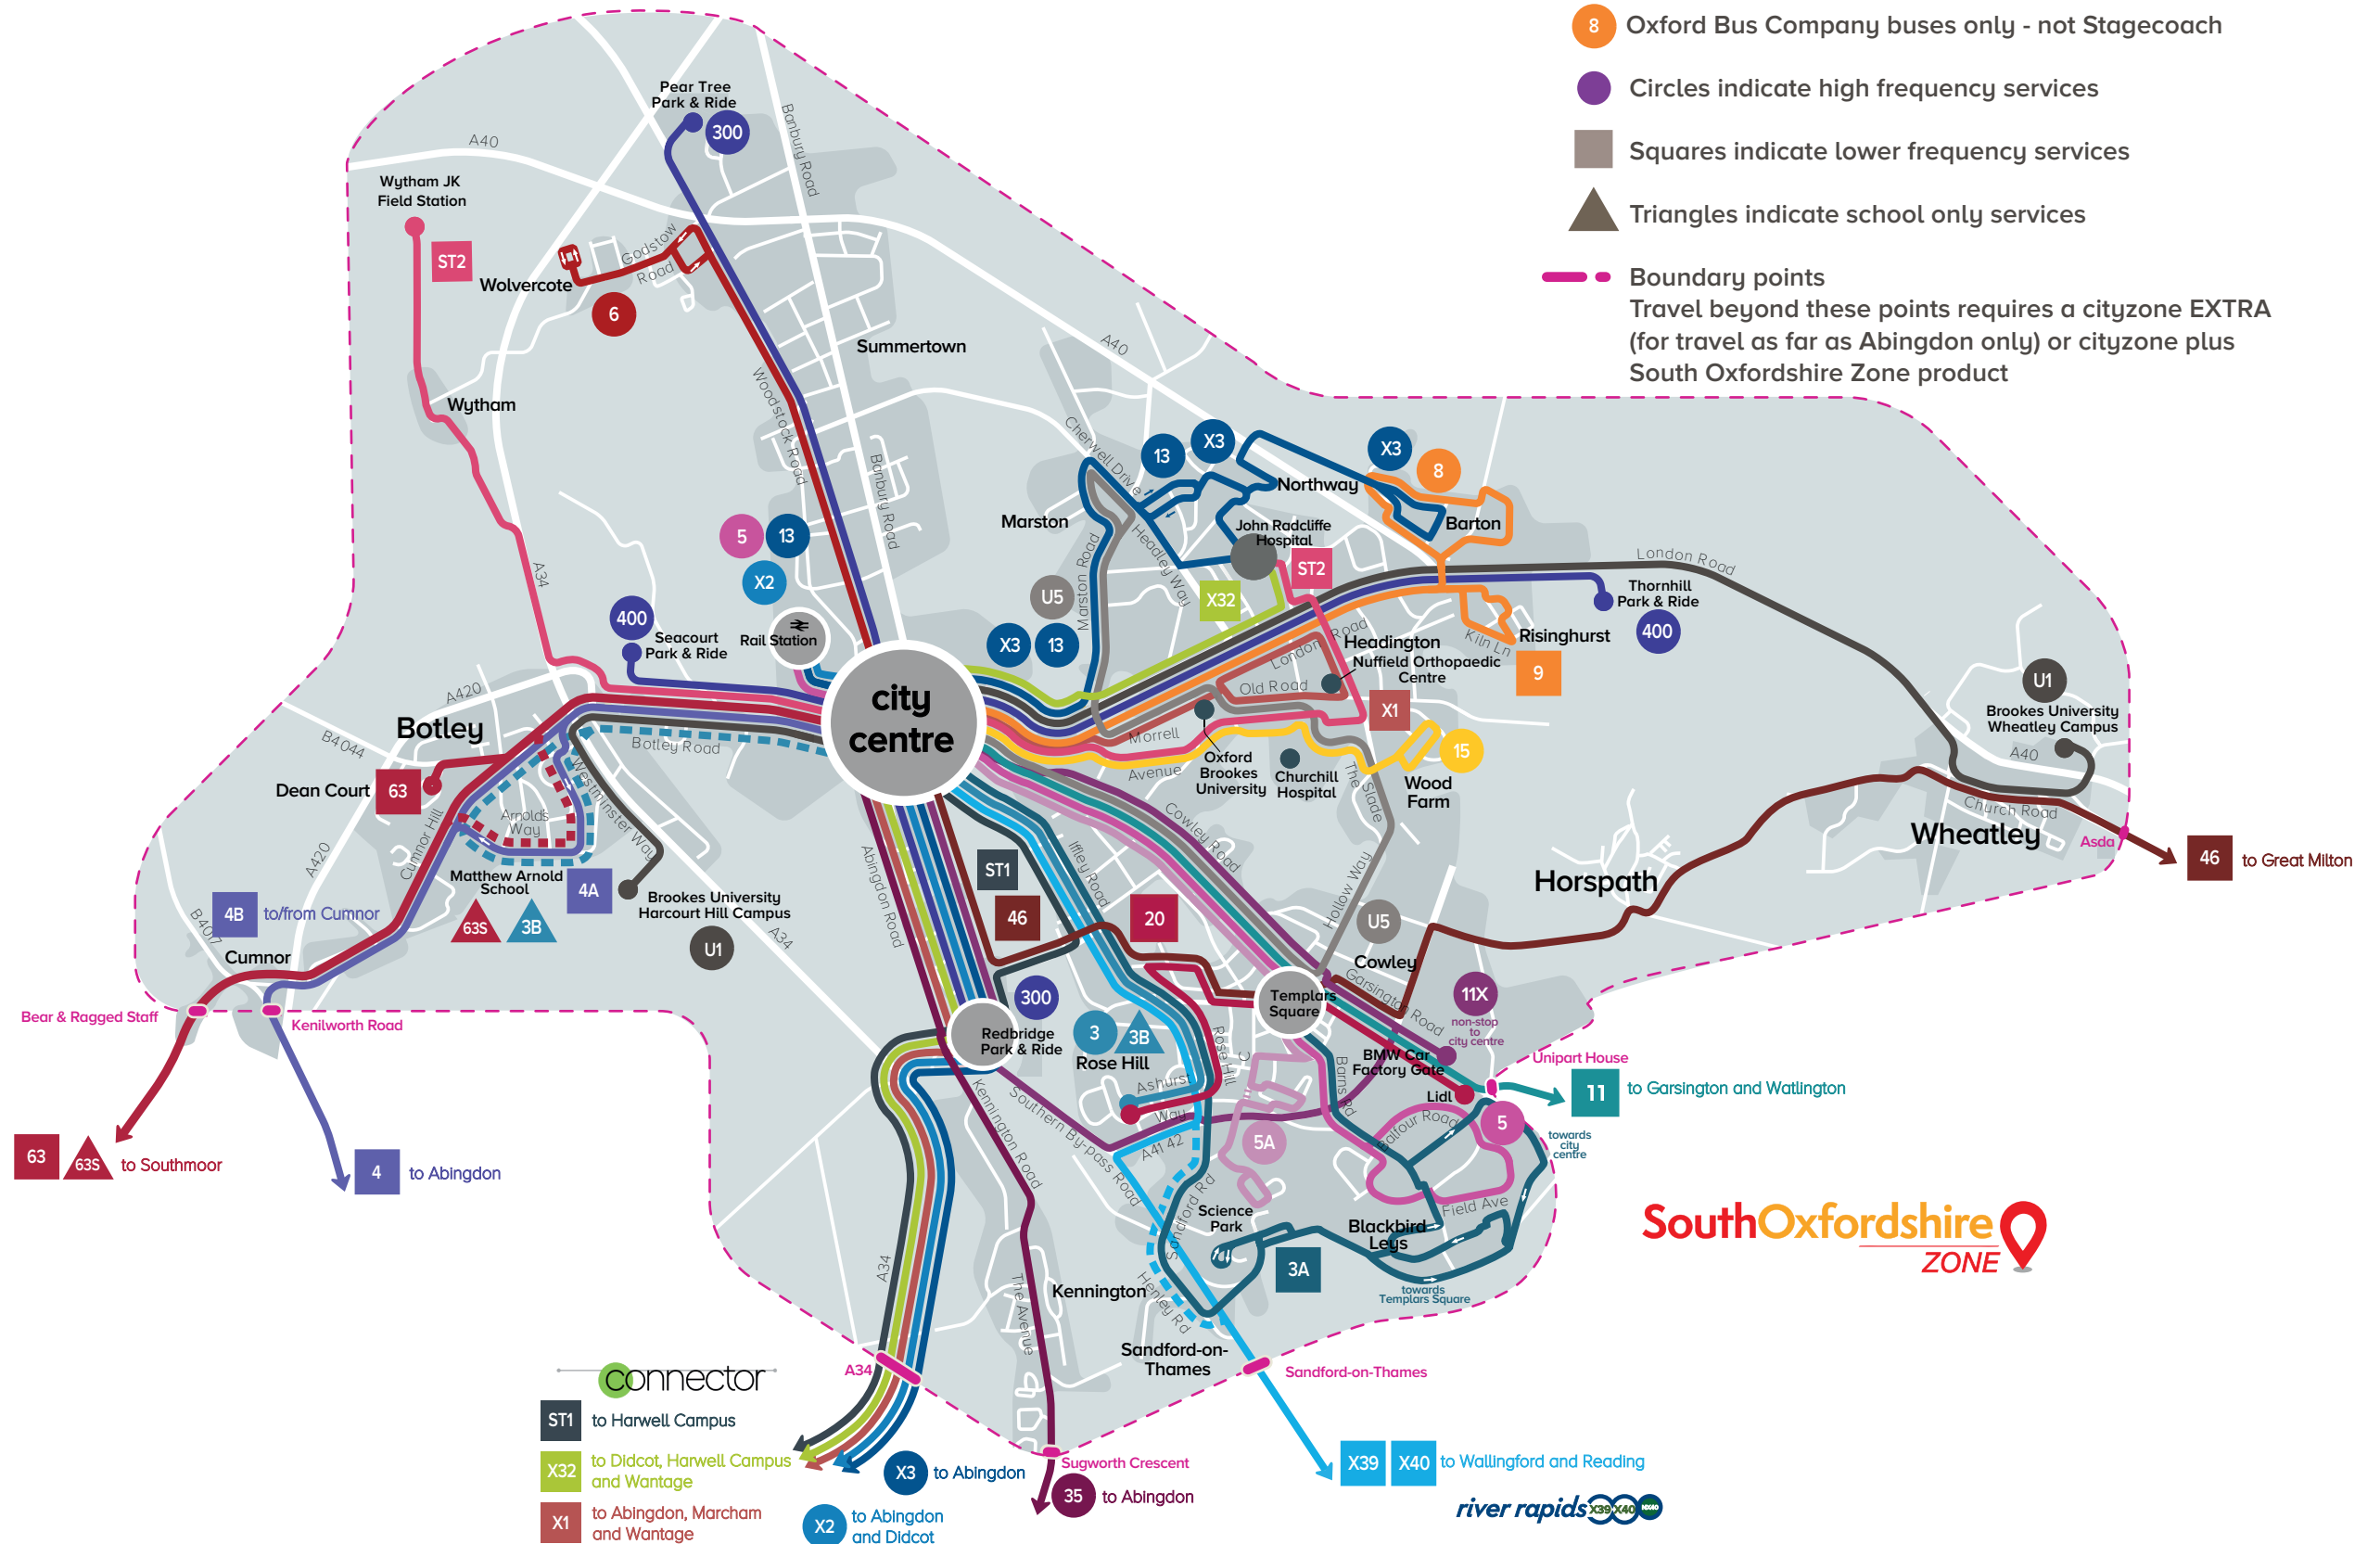 8 Oxford Bus Company buses only - not Stagecoach
Circles indicate high frequency services
Squares indicate lower frequency services
Triangles indicate school only services
Boundary points
Travel beyond these points requires a cityzone EXTRA
(for travel as far as Abingdon only) or cityzone plus
South Oxfordshire Zone product
Pear Tree
Park & Ride
300
Banbury Road
A40
Wytham JK
Field Station
ST2
Wolvercote
Godstow
Road
6
Summertown
A40
Wytham
Woodstock Road
Banbury Road
Cherwell Drive
13
X3
X3
8
Northway
Barton
Marston
John Radcliffe
Hospital
Headley Way
Marston Road
ST2
X32
U5
X3
13
5
13
X2
Rail Station
A34
400
Seacourt
Park & Ride
London Road
Thornhill
Park & Ride
400
Kiln Ln
Risinghurst
9
London Road
Headington
Nuffield Orthopaedic
Centre
Old Road
X1
Morrell
Avenue
Oxford
Brookes
University
Churchill
Hospital
The Slade
Wood
Farm
15
U1
Brookes University
Wheatley Campus
A40
Church Road
Wheatley
Asda
46
to Great Milton
Horspath
city
centre
A420
Botley
B4044
Botley Road
Dean Court
63
Westminster Way
Arnolds
Way
Cumnor Hill
A420
Matthew Arnold
School
63S
3B
4A
Brookes University
Harcourt Hill Campus
U1
A34
4B
to/from Cumnor
B4017
Cumnor
Bear & Ragged Staff
Kenilworth Road
63
63S
to Southmoor
4
to Abingdon
Abingdon Road
ST1
46
Iffley Road
Cowley Road
20
Hollow Way
U5
Cowley
Garsington Road
Templars
Square
11X
non-stop
to
city centre
300
Redbridge
Park & Ride
3
3B
Rose Hill
Rose Hill
Ashurst
Way
BMW Car
Factory Gate
Unipart House
Lidl
11
to Garsington and Watlington
Barns Rd
5
Balfour Road
towards
city
centre
5A
A4142
Southern By-pass Road
Kennington Road
Sandford Rd
Science
Park
Field Ave
Blackbird
Leys
3A
towards
Templars Square
Henley Rd
Kennington
The Avenue
A34
Sandford-on-
Thames
Sandford-on-Thames
A34
SouthOxfordshire
ZONE
connector
ST1
to Harwell Campus
X32
to Didcot, Harwell Campus
and Wantage
X1
to Abingdon, Marcham
and Wantage
X3
to Abingdon
X2
to Abingdon
and Didcot
Sugworth Crescent
35
to Abingdon
X39
X40
to Wallingford and Reading
river rapids X39 X40